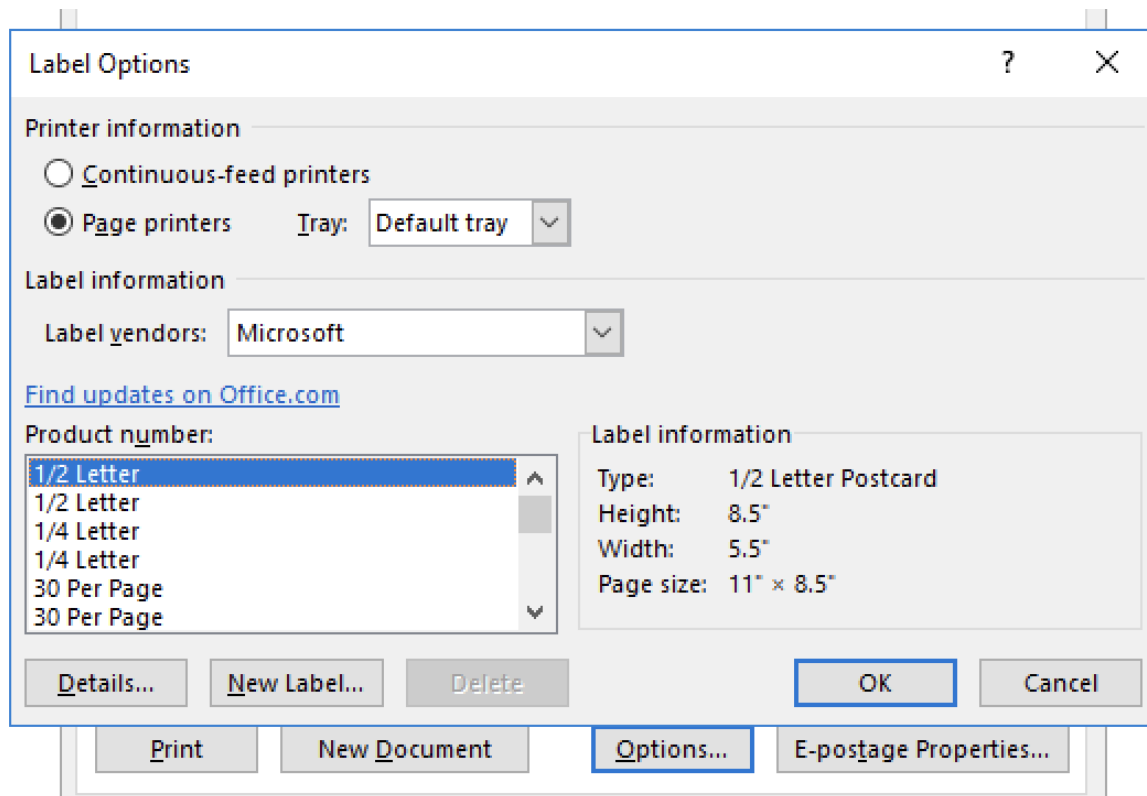 Label Options ?
Printer information
Continuous-feed printers
Page printers Tray: Default tray
Label information
Label vendors: Microsoft
Find updates on Office.com
Product number:
1/2 Letter
1/2 Letter
1/4 Letter
1/4 Letter
30 Per Page
30 Per Page
Label information
Type: 1/2 Letter Postcard
Height: 8.5"
Width: 5.5"
Page size: 11" × 8.5"
Details... New Label... Delete OK Cancel
Print New Document Options... E-postage Properties...